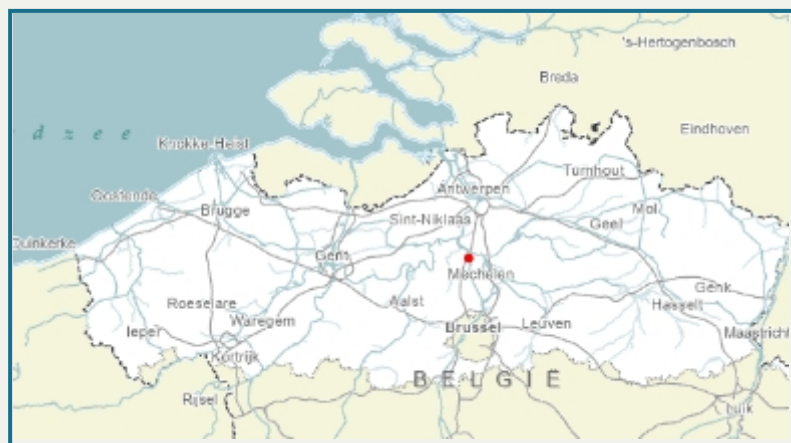 's-Hertogenbosch
Breda
Eindhoven
d z e e
Knokke-Heist
Turnhout
Antwerpen
Oostende
Brugge
Sint-Niklaas
Mol
Geel
Duinkerke
Gent
Mechelen
Genk
Roeselare
Aalst
Hasselt
Waregem
Ieper
Brussel
Leuven
Maastricht
Kortrijk
BELGIË
Rijsel
Luik